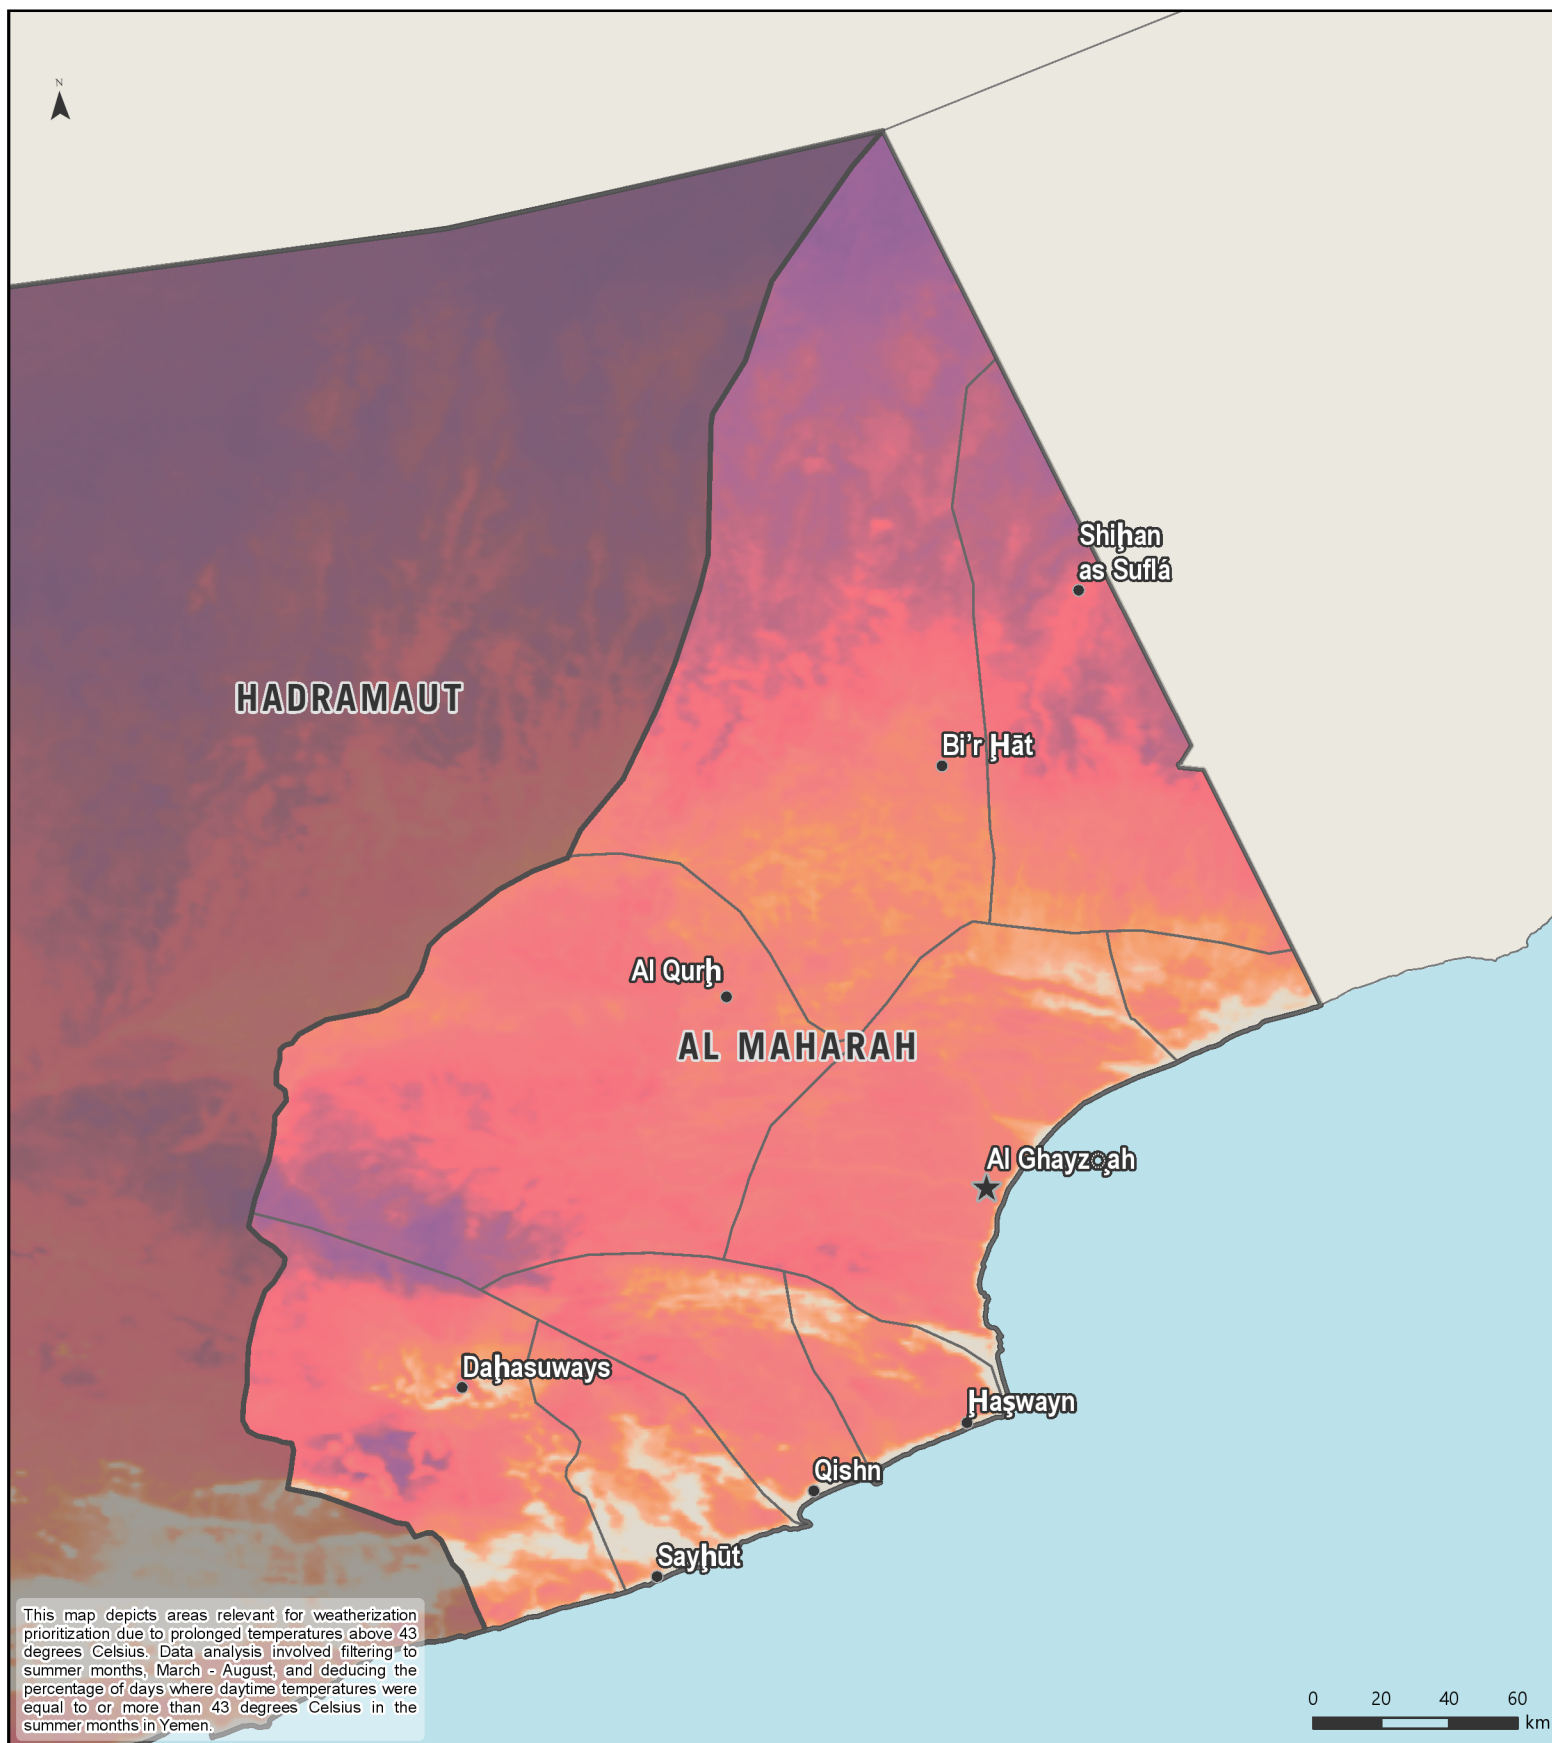 N
Shiḩan
as Suflá
HADRAMAUT
Bi'r Ḩāt
Al Qurḩ
AL MAHARAH
Al Ghayz̧ah
Daḩasuways
Ḩaşwayn
Qishn
Sayḩūt
This map depicts areas relevant for weatherization
prioritization due to prolonged temperatures above 43
degrees Celsius. Data analysis involved filtering to
summer months, March - August, and deducing the
percentage of days where daytime temperatures were
equal to or more than 43 degrees Celsius in the
summer months in Yemen.
0 20 40 60
km